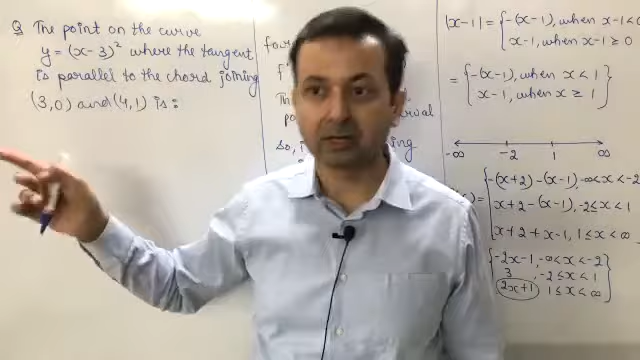 Q The point on the curve
y = (x-3)² where the tangent
is parallel to the chord joining
(3,0) and (4,1) is:
|x-1| = { -(x-1), when x-1<0
x-1, when x-1≥0
= { -(x-1), when x<1
x-1, when x≥1 }
-∞ -2 1 ∞
= { -(x+2)-(x-1), -∞<x<-2
x+2-(x-1), -2≤x<1
x+2+x-1, 1≤x<∞
{ -2x-1, -∞<x<-2
3, -2≤x<1
2x+1, 1≤x<∞ }
so,